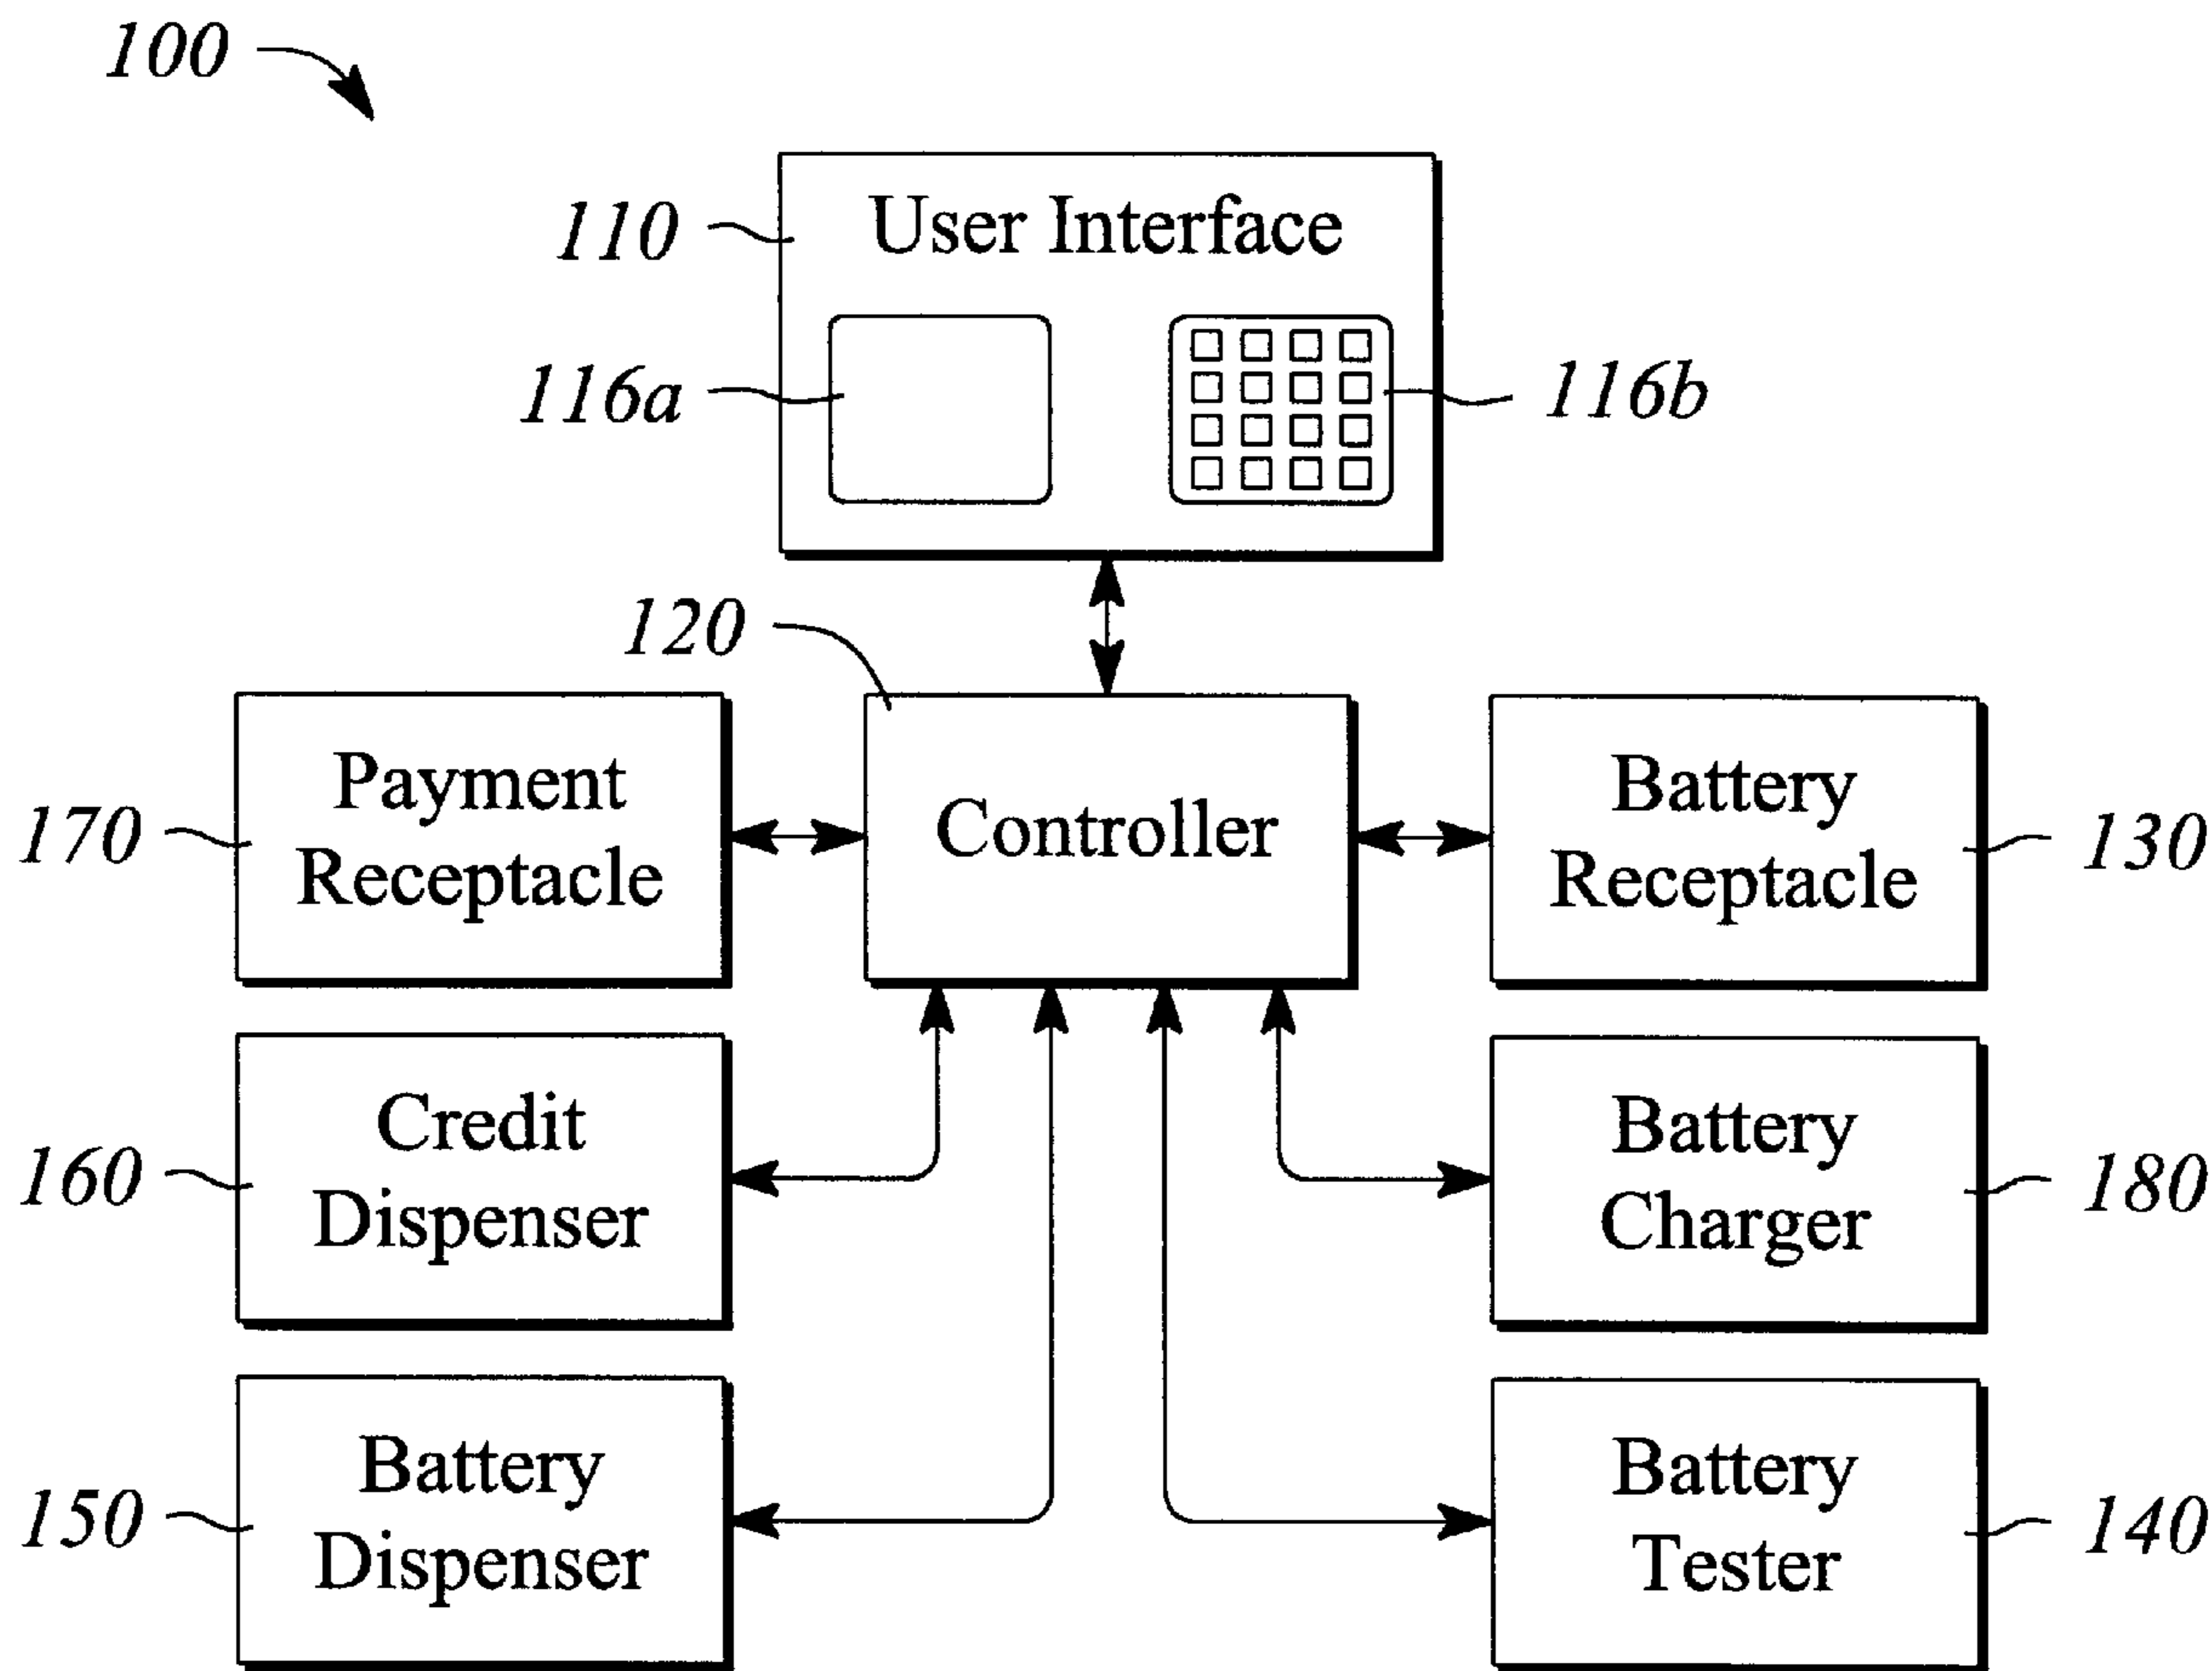 100
110
User Interface
116a
116b
120
170
Payment
Receptacle
Controller
Battery
Receptacle
130
160
Credit
Dispenser
Battery
Charger
180
150
Battery
Dispenser
Battery
Tester
140